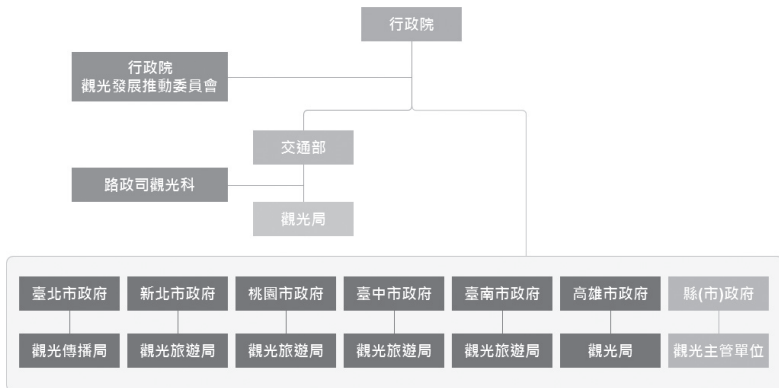 行政院
行政院
觀光發展推動委員會
交通部
路政司觀光科
觀光局
臺北市政府
新北市政府
桃園市政府
臺中市政府
臺南市政府
高雄市政府
縣(市)政府
觀光傳播局
觀光旅遊局
觀光旅遊局
觀光旅遊局
觀光旅遊局
觀光局
觀光主管單位